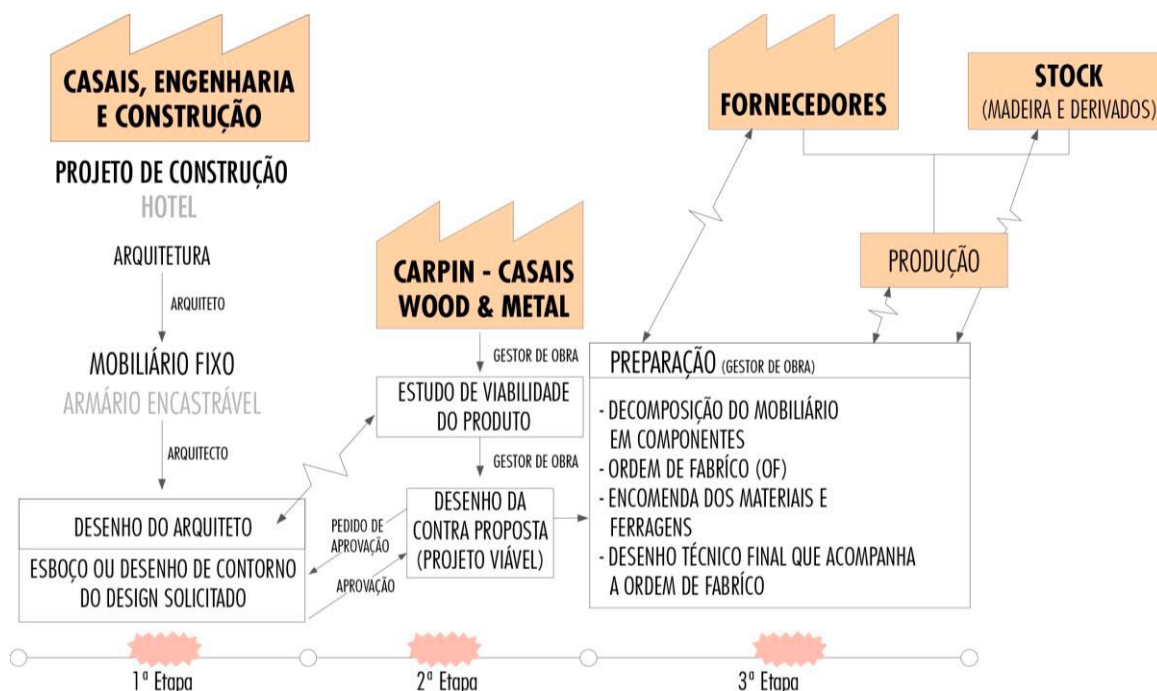 CASAIS, ENGENHARIA
E CONSTRUÇÃO
PROJETO DE CONSTRUÇÃO
HOTEL
ARQUITETURA
ARQUITETO
MOBILIÁRIO FIXO
ARMÁRIO ENCASTRÁVEL
ARQUITECTO
DESENHO DO ARQUITETO
ESBOÇO OU DESENHO DE CONTORNO
DO DESIGN SOLICITADO
CARPIN - CASAIS
WOOD & METAL
GESTOR DE OBRA
ESTUDO DE VIABILIDADE
DO PRODUTO
GESTOR DE OBRA
DESENHO DA
CONTRA PROPOSTA
(PROJETO VIÁVEL)
PEDIDO DE
APROVAÇÃO
APROVAÇÃO
FORNECEDORES
STOCK
(MADEIRA E DERIVADOS)
PRODUÇÃO
PREPARAÇÃO (GESTOR DE OBRA)
- DECOMPOSIÇÃO DO MOBILIÁRIO
EM COMPONENTES
- ORDEM DE FABRÍCO (OF)
- ENCOMENDA DOS MATERIAIS E
FERRAGENS
- DESENHO TÉCNICO FINAL QUE ACOMPANHA
A ORDEM DE FABRÍCO
1ª Etapa
2ª Etapa
3ª Etapa